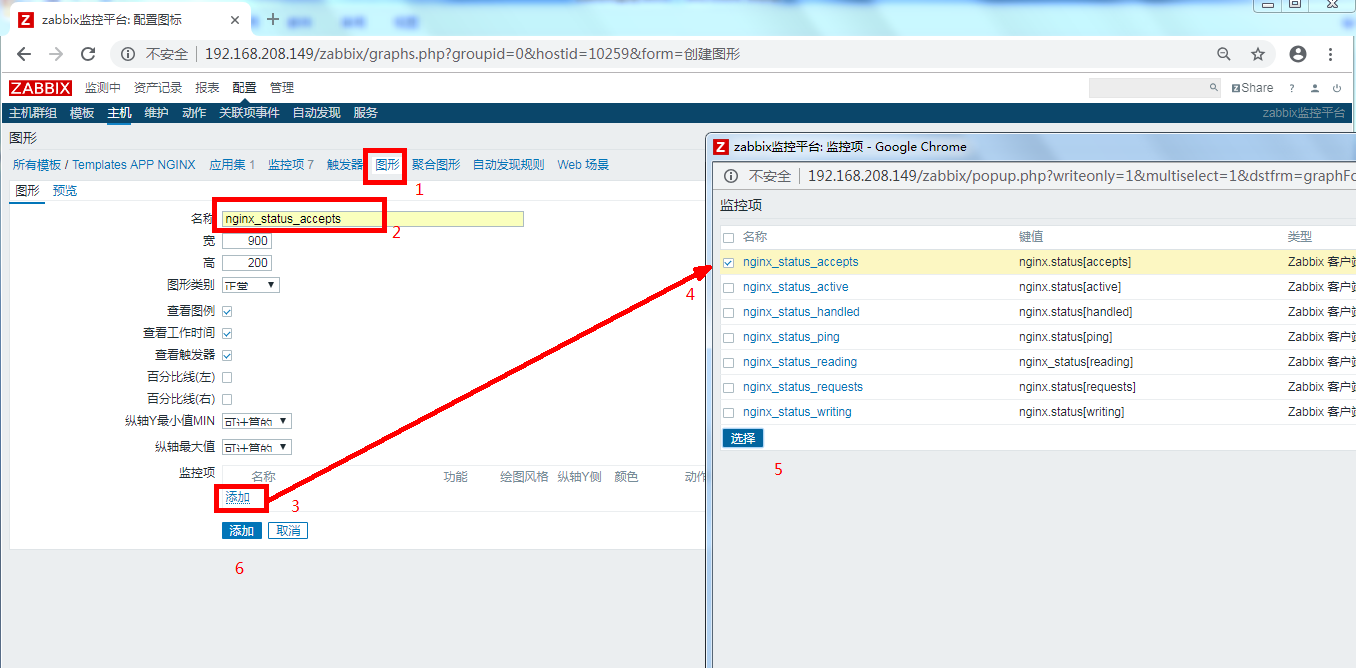 zabbix监控平台: 配置图标
不安全 192.168.208.149/zabbix/graphs.php?groupid=0&hostid=10259&form=创建图形
ZABBIX 监测中 资产记录 报表 配置 管理 Share ?
主机群组 模板 主机 维护 动作 关联项事件 自动发现 服务 zabbix监控平台
图形
所有模板 / Templates APP NGINX 应用集 1 监控项 7 触发器 图形 聚合图形 自动发现规则 Web 场景
1
图形 预览
名称 nginx_status_accepts
2
宽 900
高 200
图形类别 正常
查看图例
查看工作时间
查看触发器
百分比线(左)
百分比线(右)
纵轴Y最小值MIN 可计算的
纵轴最大值 可计算的
监控项 名称 功能 绘图风格 纵轴Y侧 颜色 动作
添加
3
添加 取消
6
4
zabbix监控平台: 监控项 - Google Chrome
不安全 192.168.208.149/zabbix/popup.php?writeonly=1&multiselect=1&dstfrm=graphFo
监控项
名称 键值 类型
nginx_status_accepts nginx.status[accepts] Zabbix 客户端
nginx_status_active nginx.status[active] Zabbix 客户端
nginx_status_handled nginx.status[handled] Zabbix 客户端
nginx_status_ping nginx.status[ping] Zabbix 客户端
nginx_status_reading nginx_status[reading] Zabbix 客户端
nginx_status_requests nginx.status[requests] Zabbix 客户端
nginx_status_writing nginx.status[writing] Zabbix 客户端
选择
5